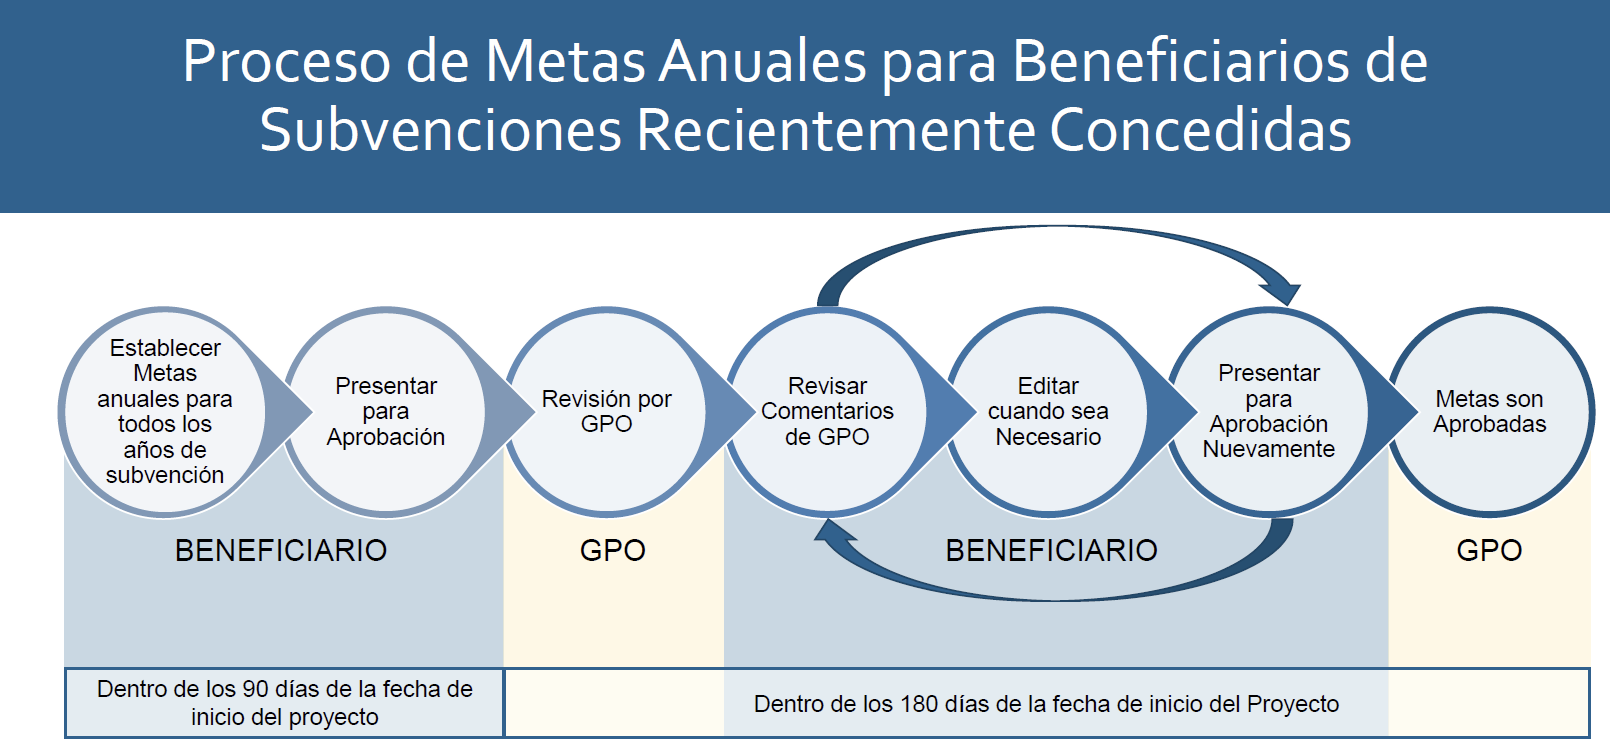 Proceso de Metas Anuales para Beneficiarios de
Subvenciones Recientemente Concedidas
Establecer
Metas
anuales para
todos los
años de
subvención
Presentar
para
Aprobación
Revisión por
GPO
Revisar
Comentarios
de GPO
Editar
cuando sea
Necesario
Presentar
para
Aprobación
Nuevamente
Metas son
Aprobadas
BENEFICIARIO
GPO
BENEFICIARIO
GPO
Dentro de los 90 días de la fecha de
inicio del proyecto
Dentro de los 180 días de la fecha de inicio del Proyecto